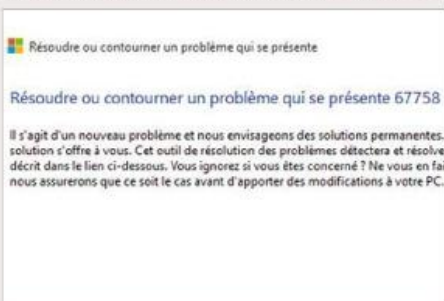 Résoudre ou contourner un problème qui se présente
Résoudre ou contourner un problème qui se présente 67758
Il s'agit d'un nouveau problème et nous envisageons des solutions permanentes.
solution s'offre à vous. Cet outil de résolution des problèmes détectera et résolve
décrit dans le lien ci-dessous. Vous ignorez si vous êtes concerné ? Ne vous en fai
nous assurerons que ce soit le cas avant d'apporter des modifications à votre PC.